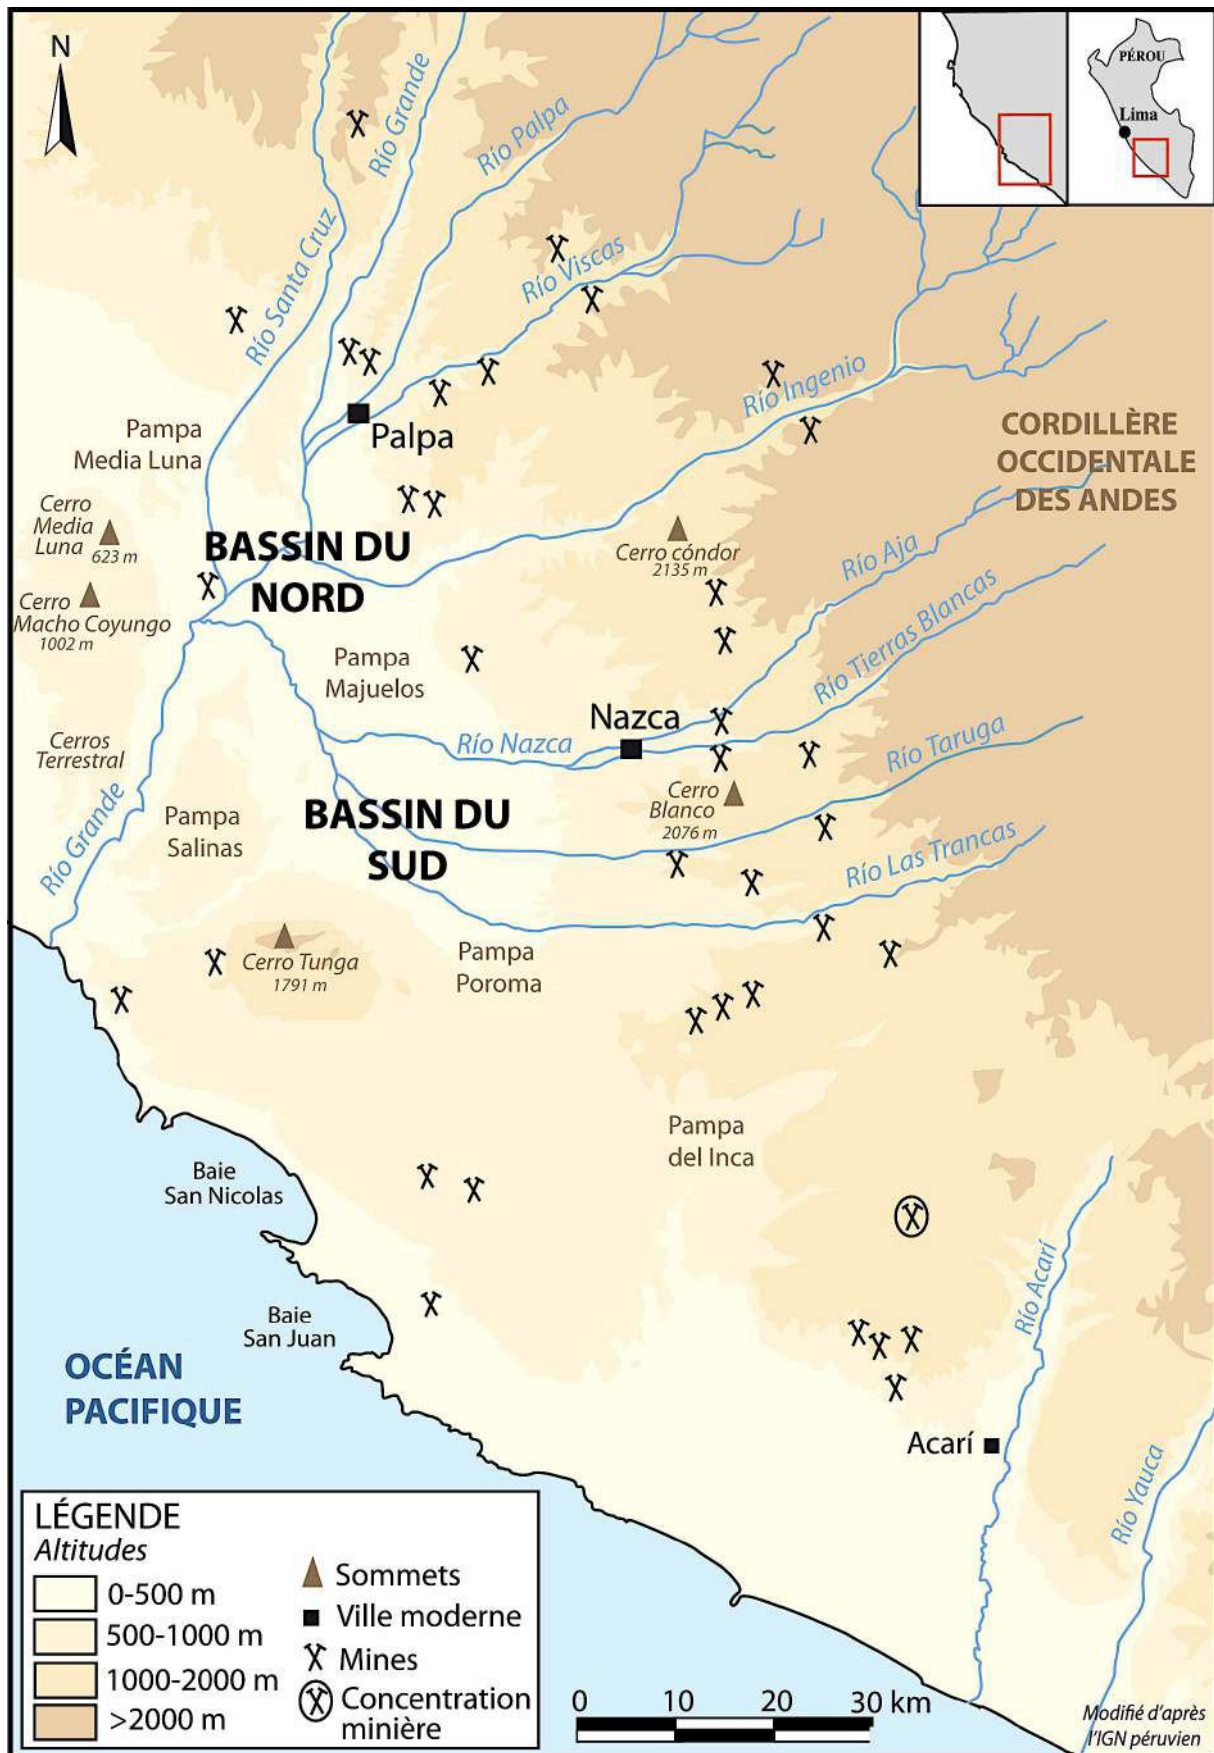 N
PÉROU
Lima
Río Grande
Río Palpa
Río Santa Cruz
Río Viscas
Río Ingenio
Palpa
Pampa
Media Luna
CORDILLÈRE
OCCIDENTALE
DES ANDES
Cerro
Media
Luna
623 m
BASSIN DU
NORD
Cerro cóndor
2135 m
Río Aja
Cerro
Macho Coyungo
1002 m
Río Tierras Blancas
Pampa
Majuelos
Nazca
Río Nazca
Cerros
Terrestral
Río Taruga
Cerro
Blanco
2076 m
Río Grande
Pampa
Salinas
BASSIN DU
SUD
Río Las Trancas
Cerro Tunga
1791 m
Pampa
Poroma
Pampa
del Inca
Baie
San Nicolas
Río Acarí
Baie
San Juan
OCÉAN
PACIFIQUE
Acarí
Río Yauca
LÉGENDE
Altitudes
0-500 m
500-1000 m
1000-2000 m
>2000 m
Sommets
Ville moderne
Mines
Concentration
minière
0 10 20 30 km
Modifié d'après
l'IGN péruvien